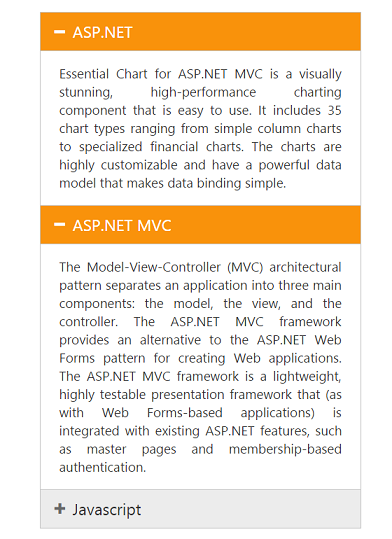 ASP.NET
Essential Chart for ASP.NET MVC is a visually
stunning, high-performance charting
component that is easy to use. It includes 35
chart types ranging from simple column charts
to specialized financial charts. The charts are
highly customizable and have a powerful data
model that makes data binding simple.
ASP.NET MVC
The Model-View-Controller (MVC) architectural
pattern separates an application into three main
components: the model, the view, and the
controller. The ASP.NET MVC framework
provides an alternative to the ASP.NET Web
Forms pattern for creating Web applications.
The ASP.NET MVC framework is a lightweight,
highly testable presentation framework that (as
with Web Forms-based applications) is
integrated with existing ASP.NET features, such
as master pages and membership-based
authentication.
Javascript